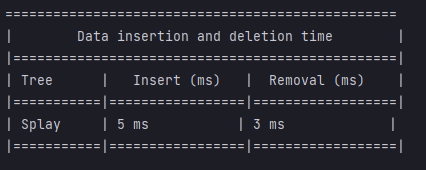 =================================================
|        Data insertion and deletion time        |
|================================================|
| Tree      |   Insert (ms)   |  Removal (ms)    |
|===========|=================|==================|
| Splay     | 5 ms           | 3 ms             |
|===========|=================|==================|